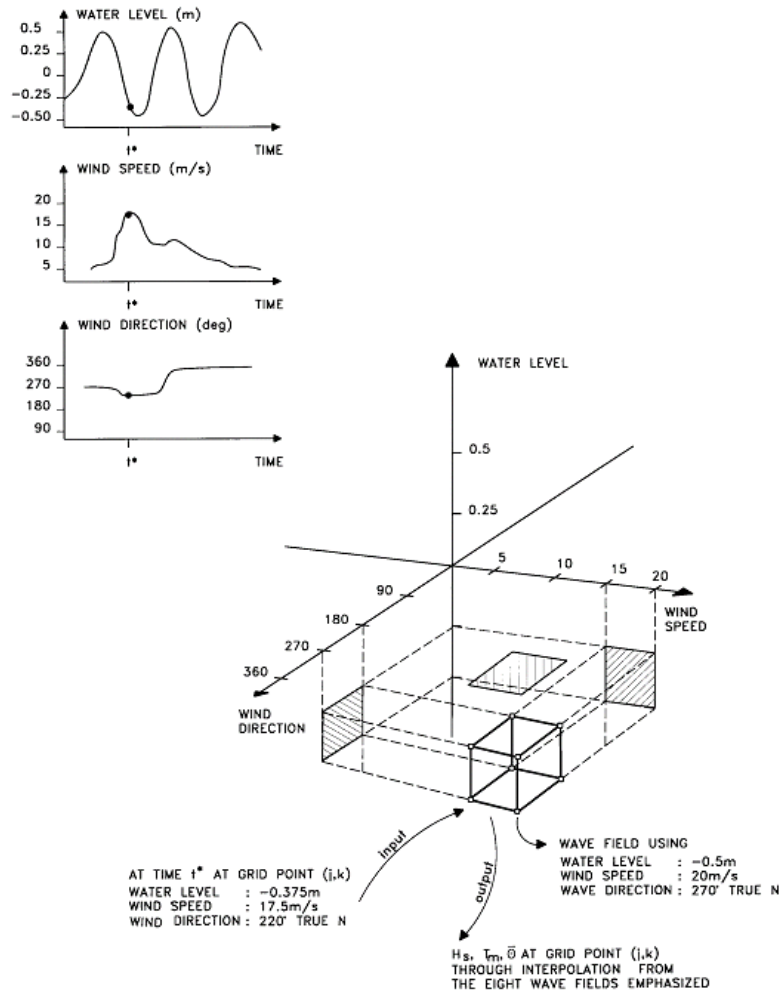 WATER LEVEL (m)
0.5
0.25
0
-0.25
-0.50
t*
TIME
WIND SPEED (m/s)
20
15
10
5
t*
TIME
WIND DIRECTION (deg)
360
270
180
90
t*
TIME
WATER LEVEL
0.5
0.25
5
10
15
20
WIND
SPEED
90
180
270
360
WIND
DIRECTION
input
output
AT TIME t* AT GRID POINT (j,k)
WATER LEVEL : -0.375m
WIND SPEED : 17.5m/s
WIND DIRECTION : 220° TRUE N
WAVE FIELD USING
WATER LEVEL : -0.5m
WIND SPEED : 20m/s
WAVE DIRECTION : 270° TRUE N
Hs, Tm, Θ̄ AT GRID POINT (j,k)
THROUGH INTERPOLATION FROM
THE EIGHT WAVE FIELDS EMPHASIZED